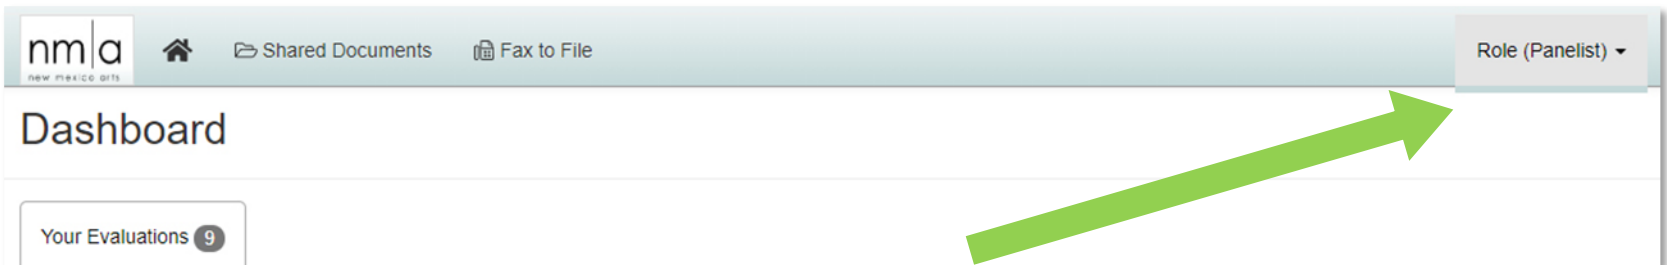 nm|a
new mexico arts
Shared Documents
Fax to File
Role (Panelist)
Dashboard
Your Evaluations 9